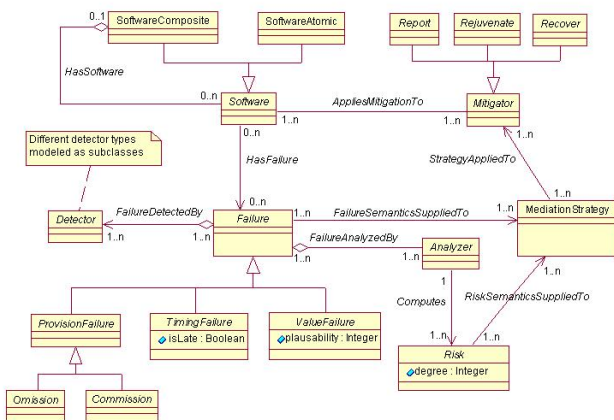 SoftwareComposite
SoftwareAtomic
Report
Rejuvenate
Recover
0..1
HasSoftware
0..n
Software
1..n
AppliesMitigationTo
1..n
Mitigator
0..n
1..n
Different detector types
modeled as subclasses
HasFailure
StrategyAppliedTo
0..n
1..n
Detector
FailureDetectedBy
Failure
1..n
FailureSemanticsSuppliedTo
MediationStrategy
1..n
1..n
1..n
FailureAnalyzedBy
1..n
1..n
Analyzer
1..n
1..n
1
Computes
RiskSemanticsSuppliedTo
ProvisionFailure
TimingFailure
isLate : Boolean
ValueFailure
plausability : Integer
1..n
1..n
Risk
degree : Integer
Omission
Commission